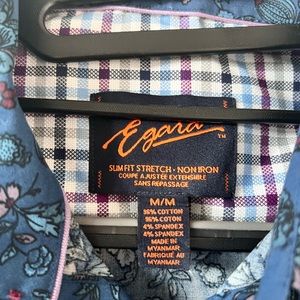 Egara
TM
SLIM FIT STRETCH · NON IRON
COUPE AJUSTÉE EXTENSIBLE
SANS REPASSAGE
M/M
96% COTTON
96% COTON
4% SPANDEX
4% SPANDEX
MADE IN
MYANMAR
FABRIQUÉ AU
MYANMAR